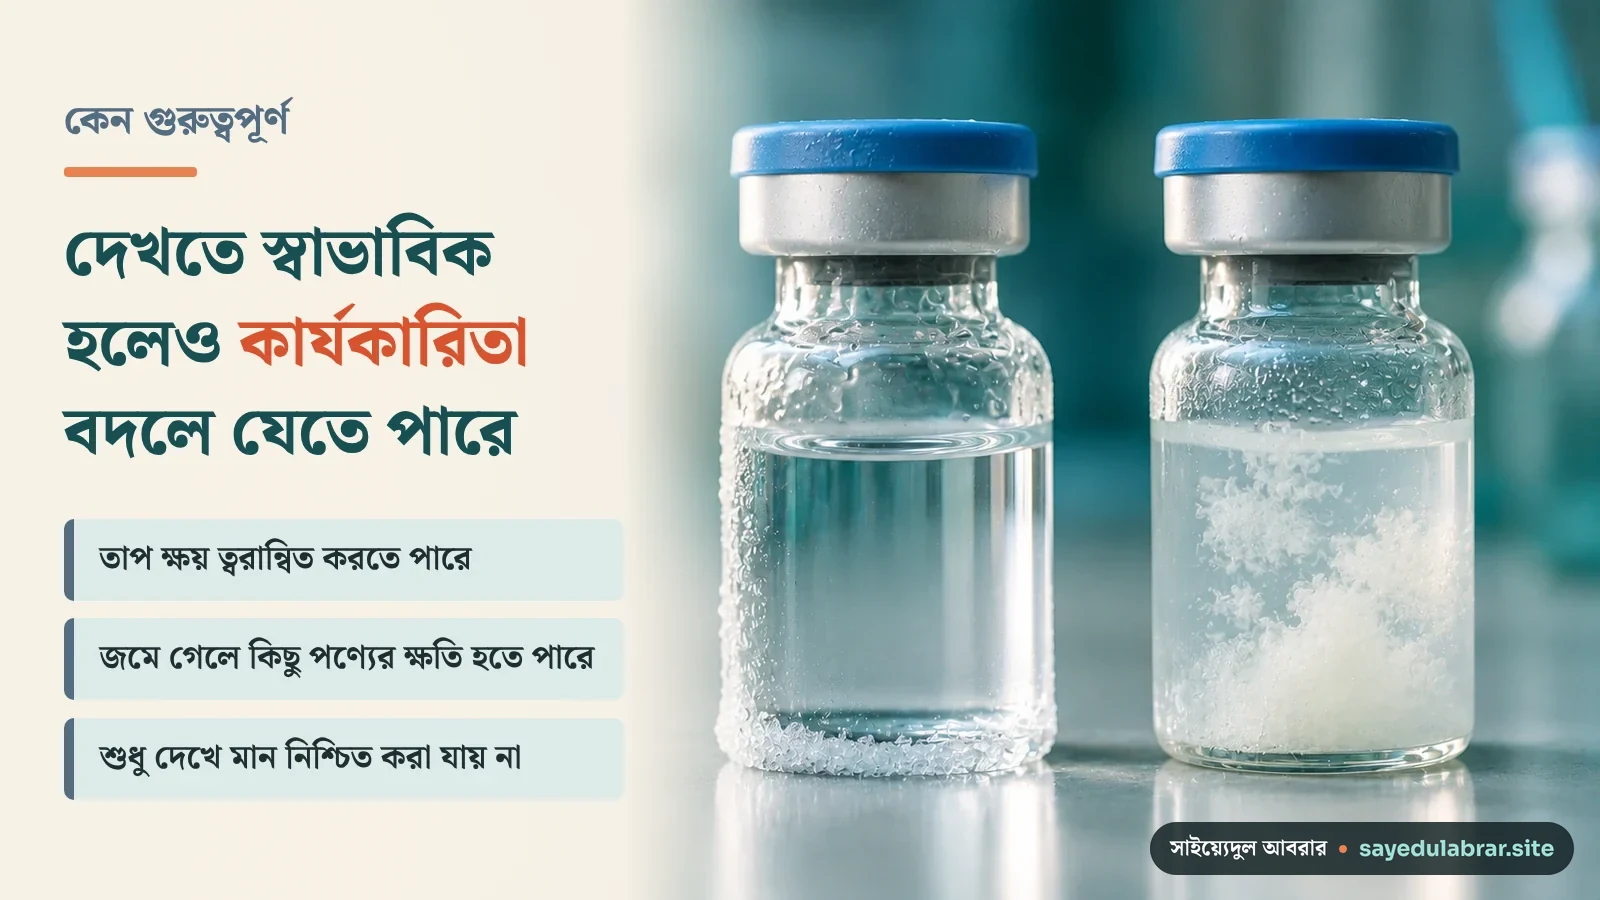 কেন গুরুত্বপূর্ণ
দেখতে স্বাভাবিক
হলেও কার্যকারিতা
বদলে যেতে পারে
তাপ ক্ষয় ত্বরান্বিত করতে পারে
জমে গেলে কিছু পণ্যের ক্ষতি হতে পারে
শুধু দেখে মান নিশ্চিত করা যায় না
সাইয়্যেদুল আবরার • sayedulabrar.site